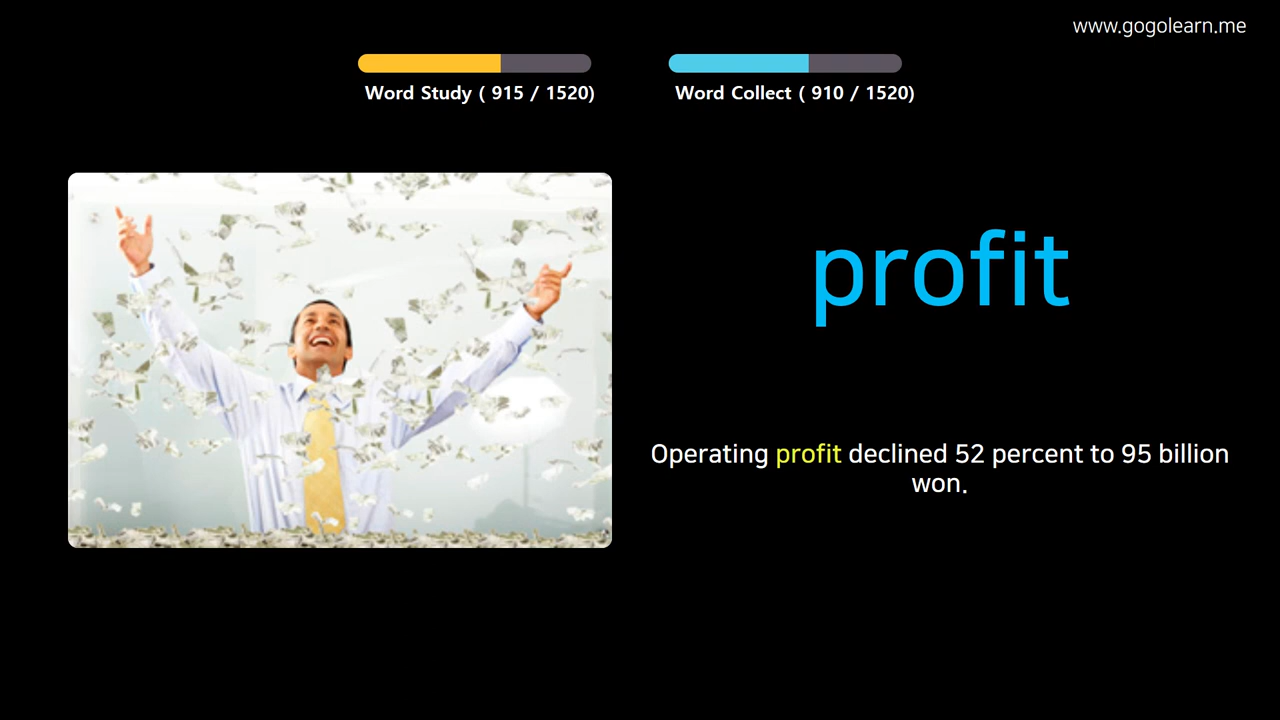 www.gogolearn.me
Word Study ( 915 / 1520)
Word Collect ( 910 / 1520)
profit
Operating profit declined 52 percent to 95 billion
won.